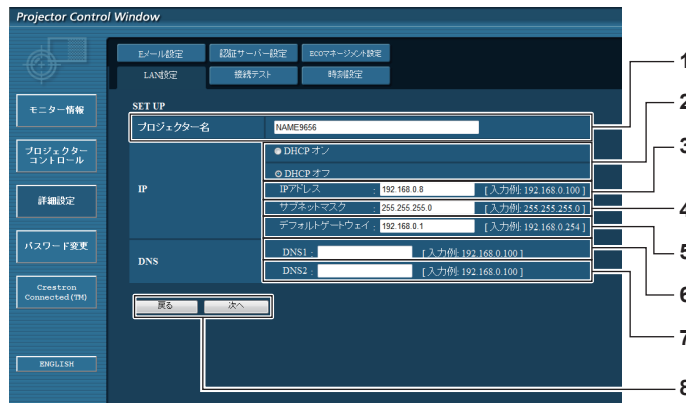 Projector Control Window
Eメール設定 認証サーバー設定 ECOマネージメント設定
LAN設定 接続テスト 時刻設定
モニター情報
プロジェクター
コントロール
詳細設定
パスワード変更
Crestron
Connected(TM)
ENGLISH
SET UP
プロジェクター名 NAME9656
IP
DHCP オン
DHCP オフ
IPアドレス : 192.168.0.8 [入力例: 192.168.0.100]
サブネットマスク : 255.255.255.0 [入力例: 255.255.255.0]
デフォルトゲートウェイ : 192.168.0.1 [入力例: 192.168.0.254]
DNS
DNS1 : [入力例: 192.168.0.100]
DNS2 : [入力例: 192.168.0.100]
戻る 次へ
1
2
3
4
5
6
7
8